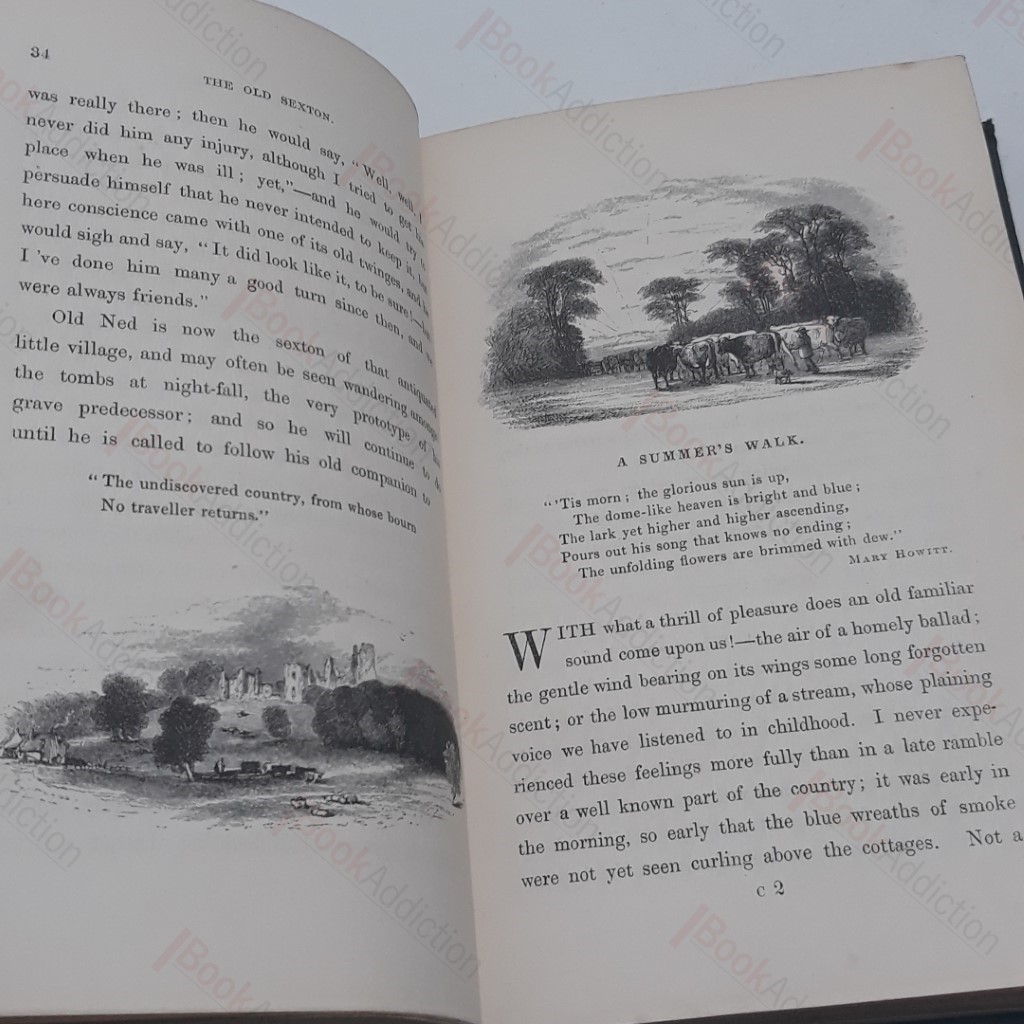 34
THE OLD SEXTON.
was really there; then he would say, "Well, well, I
never did him any injury, although I tried to get his
place when he was ill; yet,"—and he would try to
persuade himself that he never intended to keep it,
here conscience came with one of its old twinges, and he
would sigh and say, "It did look like it, to be sure!—
I 've done him many a good turn since then, and we
were always friends."
Old Ned is now the sexton of that antiquated
little village, and may often be seen wandering amongst
the tombs at night-fall, the very prototype of his
grave predecessor; and so he will continue to do
until he is called to follow his old companion to
"The undiscovered country, from whose bourn
No traveller returns."
A SUMMER'S WALK.
"'Tis morn; the glorious sun is up,
The dome-like heaven is bright and blue;
The lark yet higher and higher ascending,
Pours out his song that knows no ending;
The unfolding flowers are brimmed with dew."
MARY HOWITT.
WITH what a thrill of pleasure does an old familiar
sound come upon us!—the air of a homely ballad;
the gentle wind bearing on its wings some long forgotten
scent; or the low murmuring of a stream, whose plaining
voice we have listened to in childhood. I never expe-
rienced these feelings more fully than in a late ramble
over a well known part of the country; it was early in
the morning, so early that the blue wreaths of smoke
were not yet seen curling above the cottages. Not a
c 2
BookAddiction